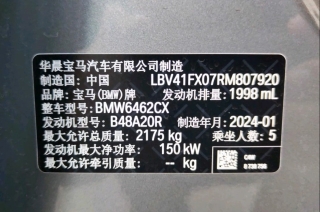 华晨宝马汽车有限公司制造
制造国：中国 LBV41FX07RM807920
品牌：宝马(BMW)牌 发动机排量：1998 mL
整车型号：BMW6462CX
发动机型号：B48A20R 制造年月：2024-01
最大允许总质量：2175 kg 乘坐人数：5
发动机最大净功率：150 kW
最大允许牵引质量：-- kg